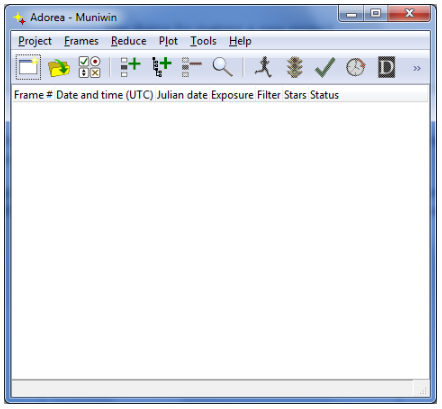 Adorea - Muniwin
Project Frames Reduce Plot Tools Help
D »
Frame # Date and time (UTC) Julian date Exposure Filter Stars Status